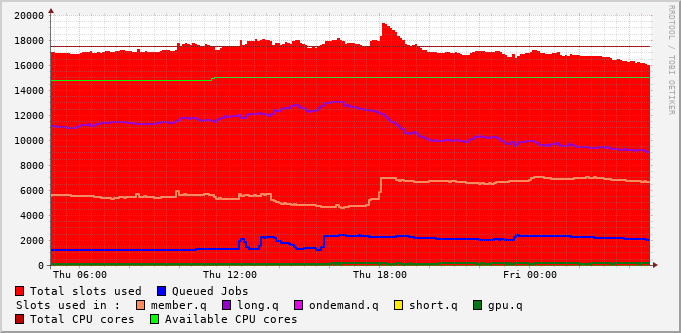 20000
18000
16000
14000
12000
10000
8000
6000
4000
2000
0
Thu 06:00 Thu 12:00 Thu 18:00 Fri 00:00
RRDTOOL / TOBI OETIKER
Total slots used Queued Jobs
Slots used in : member.q long.q ondemand.q short.q gpu.q
Total CPU cores Available CPU cores